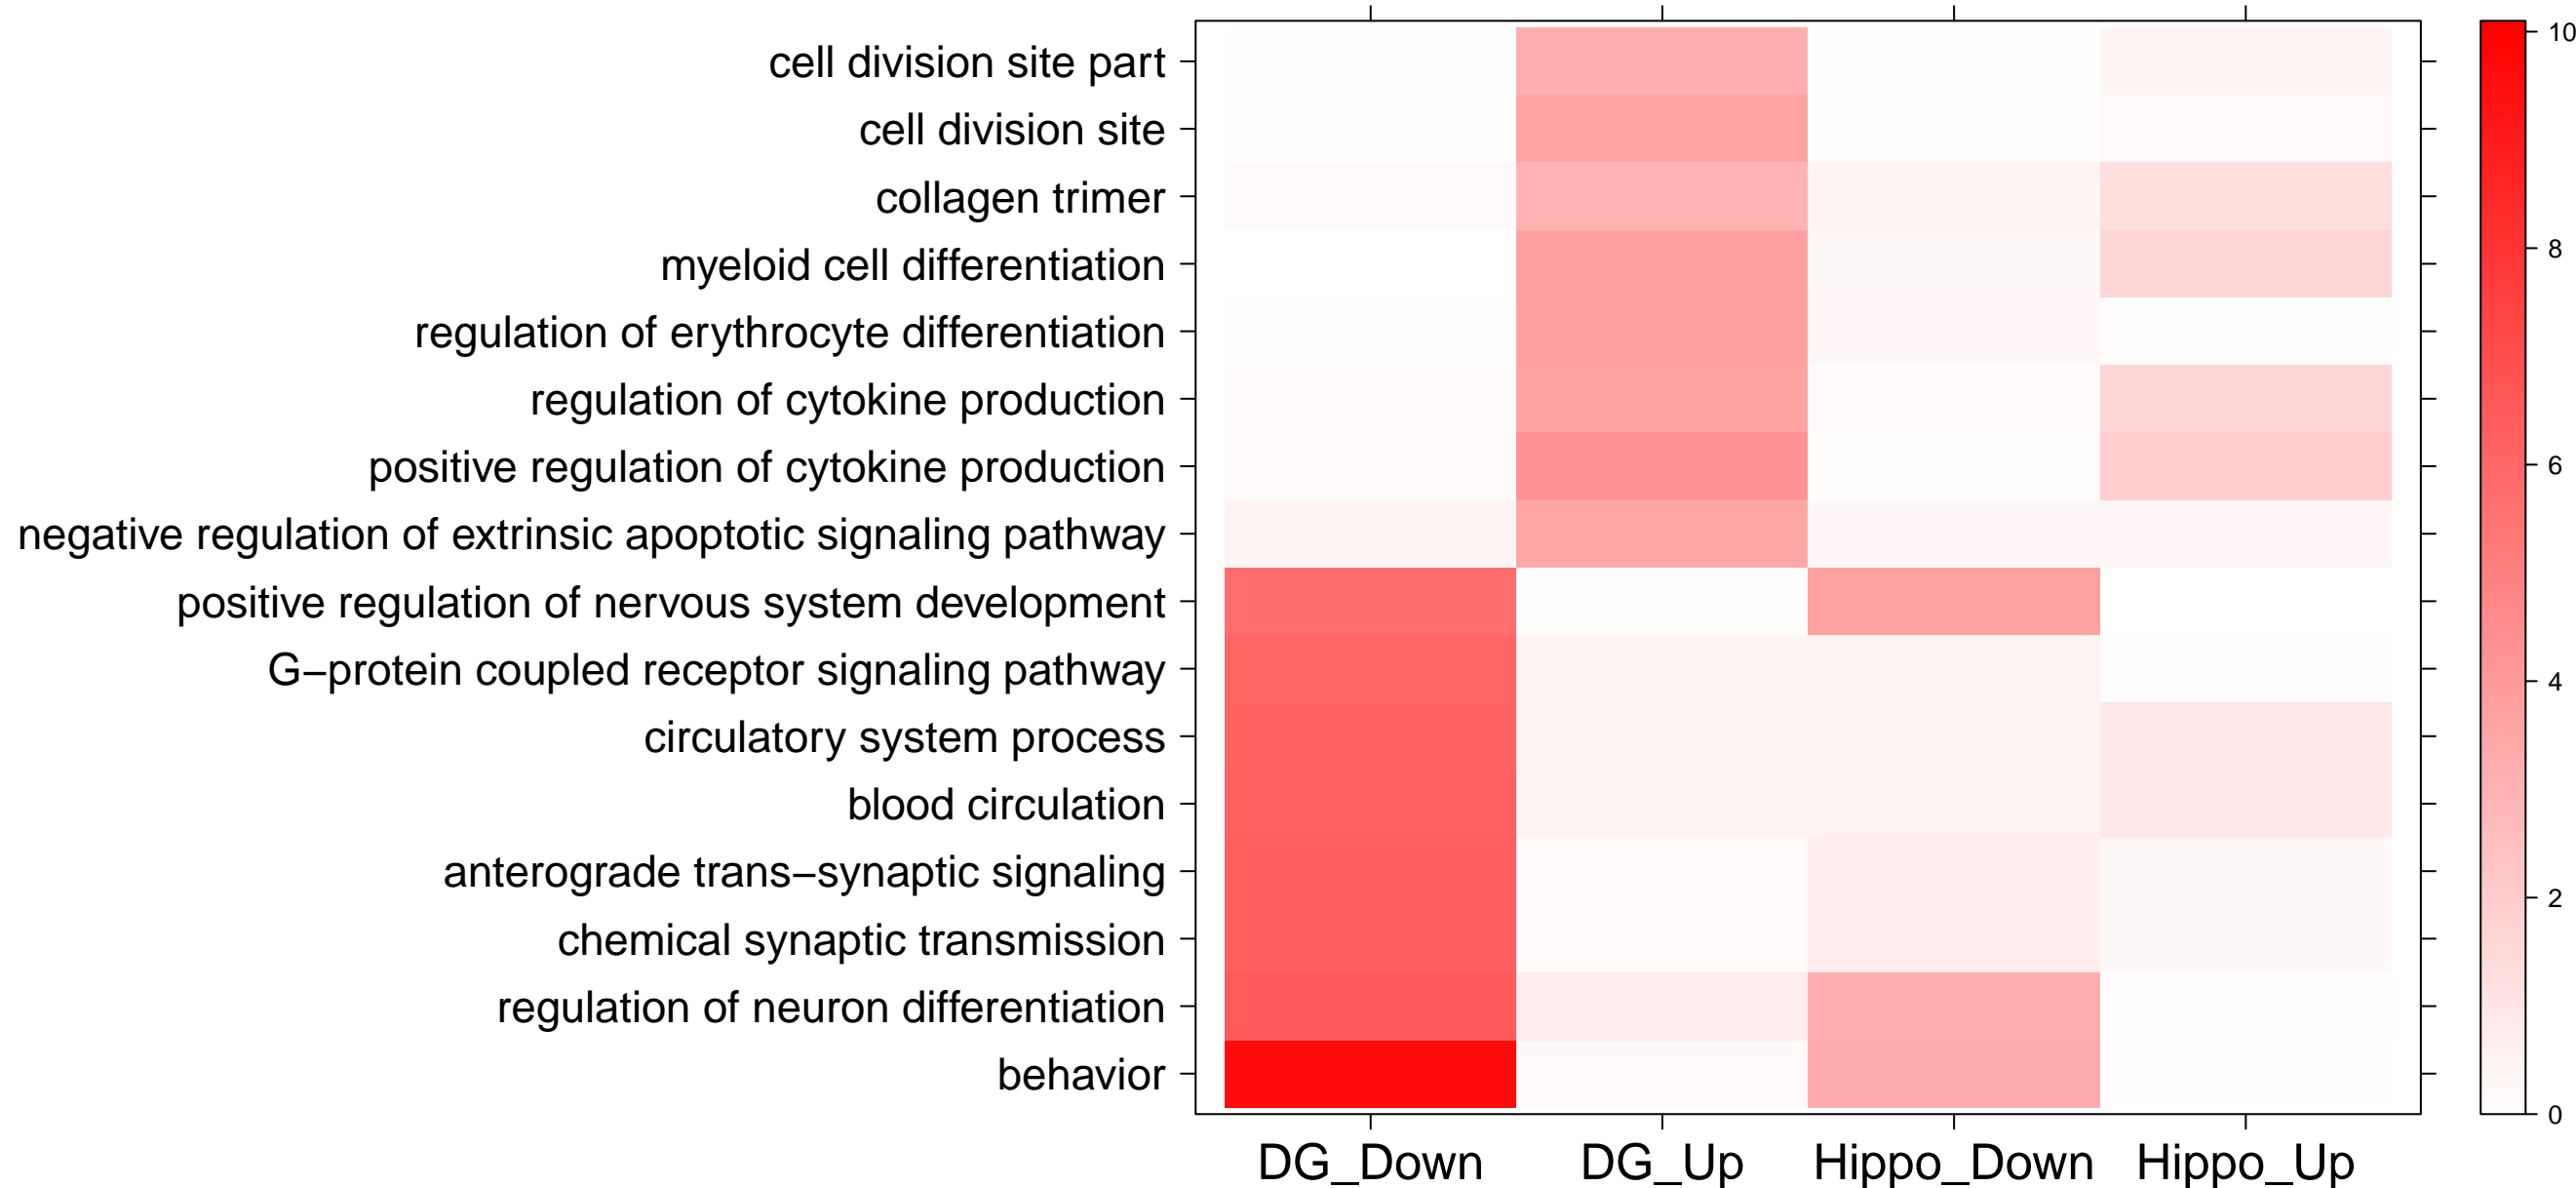 cell division site part
cell division site
collagen trimer
myeloid cell differentiation
regulation of erythrocyte differentiation
regulation of cytokine production
positive regulation of cytokine production
negative regulation of extrinsic apoptotic signaling pathway
positive regulation of nervous system development
G−protein coupled receptor signaling pathway
circulatory system process
blood circulation
anterograde trans−synaptic signaling
chemical synaptic transmission
regulation of neuron differentiation
behavior
DG_Down DG_Up Hippo_Down Hippo_Up
10
8
6
4
2
0